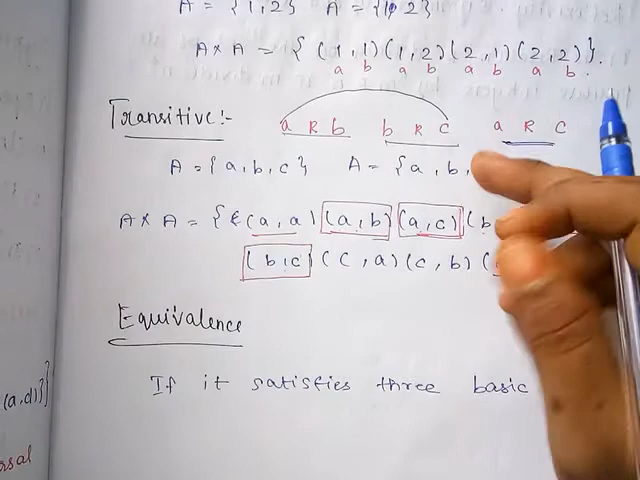 A = {1,2} A = {1,2}
A × A = { (1,1) (1,2) (2,1) (2,2) }.
a b a b a b a b
Transitive:- a R b b R c a R c
A = {a,b,c} A = {a,b,
A × A = { (a,a) (a,b) (a,c) (b
(b,c) (c,a) (c,b) (
Equivalence
If it satisfies three basic
(a,d)}
rsal